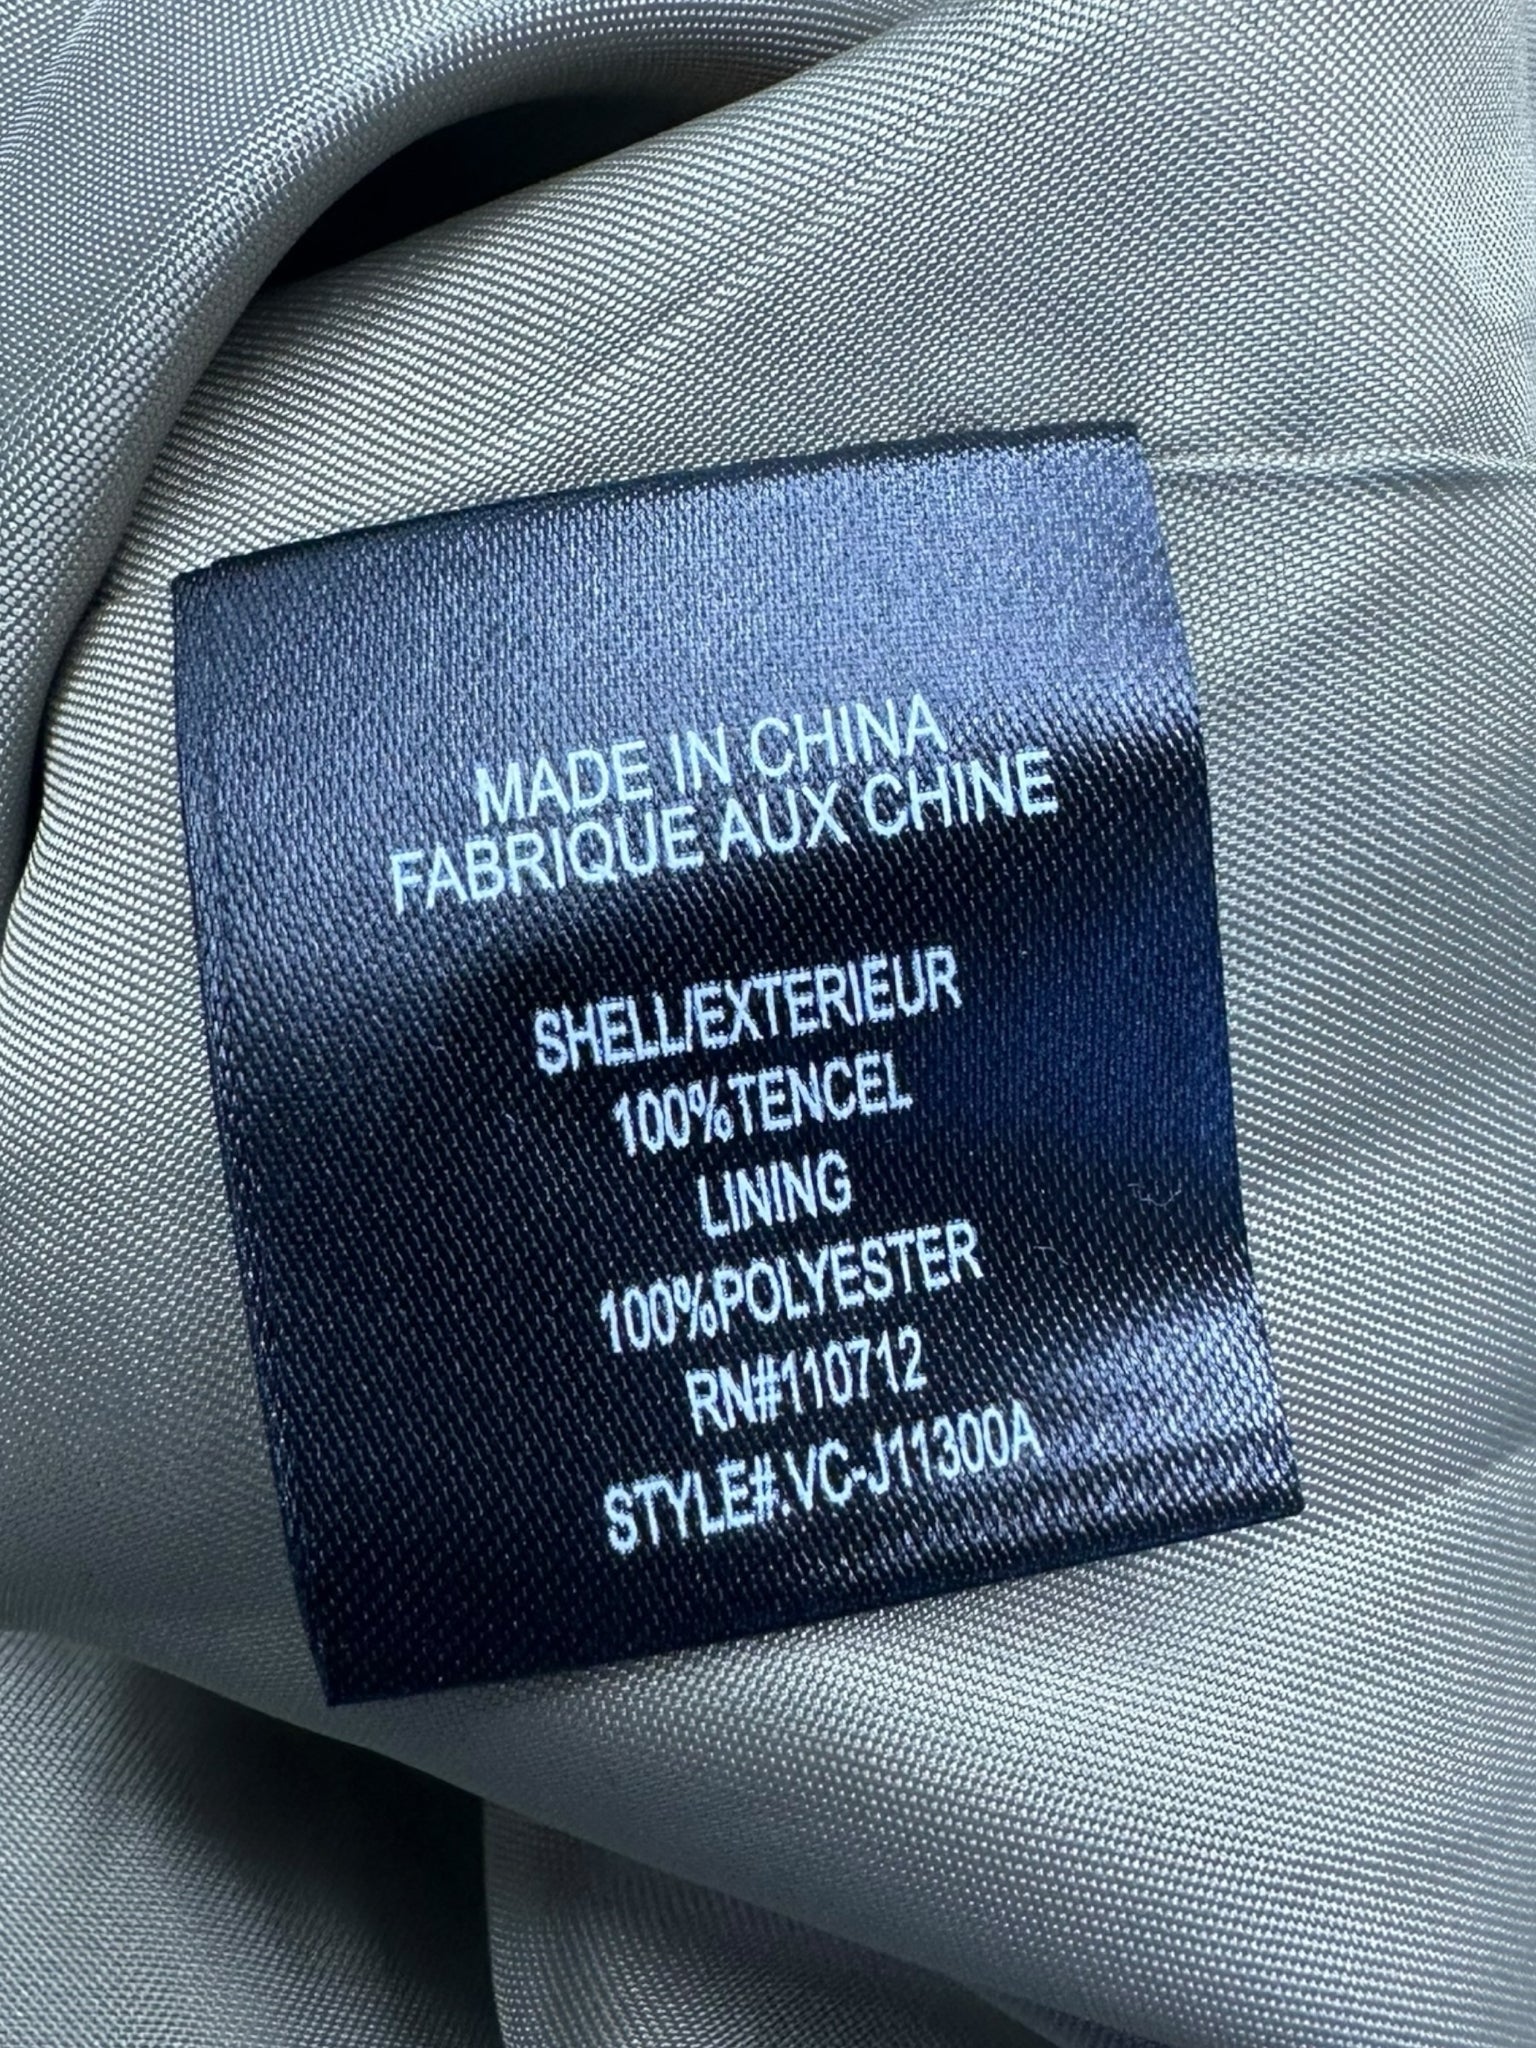 MADE IN CHINA
FABRIQUE AUX CHINE
SHELL/EXTERIEUR
100%TENCEL
LINING
100%POLYESTER
RN#110712
STYLE#:VC-J11300A